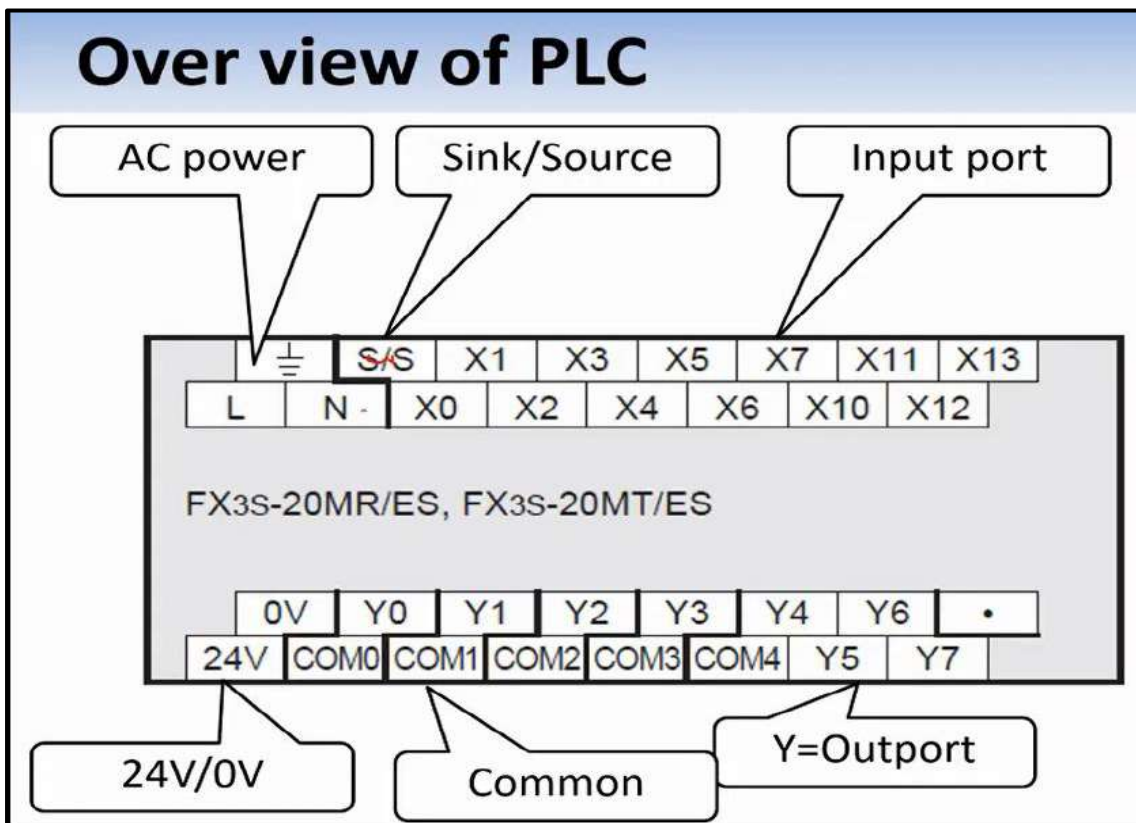 Over view of PLC
AC power
Sink/Source
Input port
S/S X1 X3 X5 X7 X11 X13
L N X0 X2 X4 X6 X10 X12
FX3S-20MR/ES, FX3S-20MT/ES
0V Y0 Y1 Y2 Y3 Y4 Y6 •
24V COM0 COM1 COM2 COM3 COM4 Y5 Y7
24V/0V
Common
Y=Outport